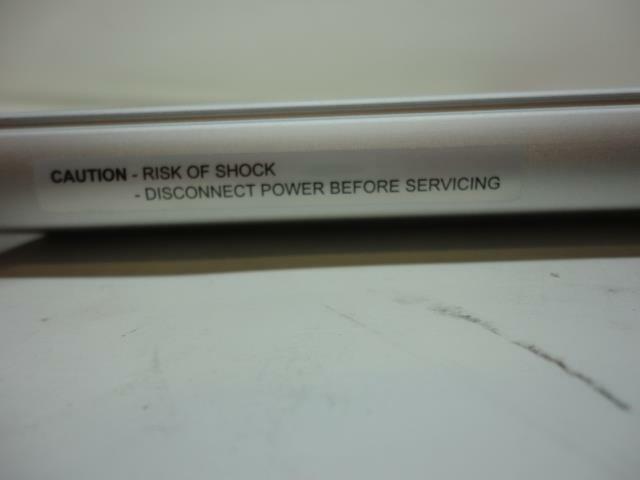 CAUTION - RISK OF SHOCK
- DISCONNECT POWER BEFORE SERVICING